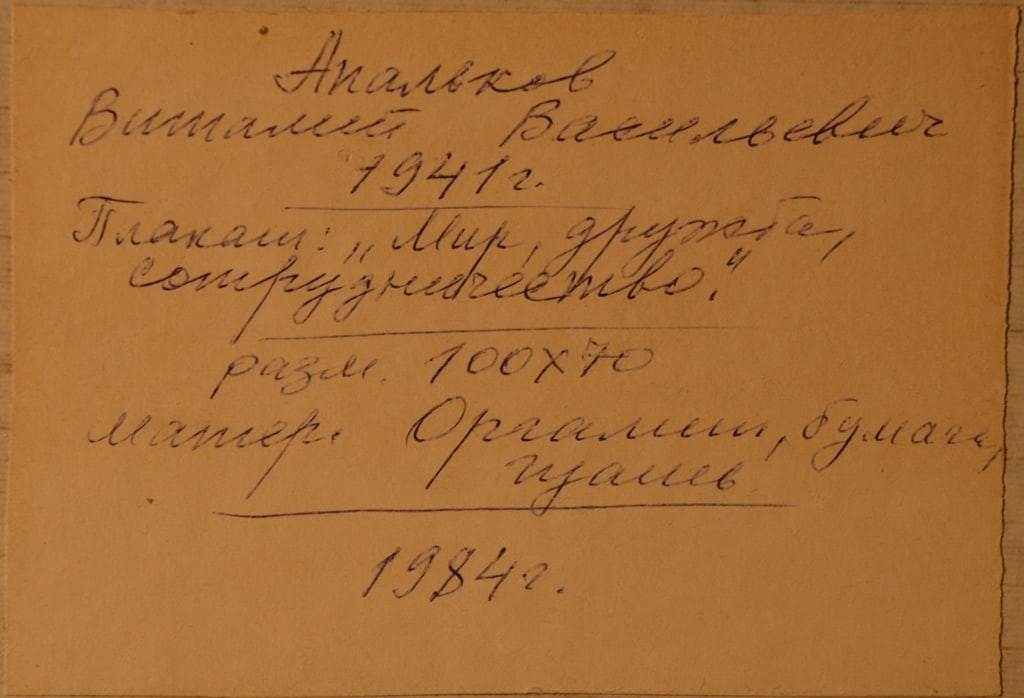 Апальков
Виталий Васильевич
1941г.
Плакат: „Мир, дружба,
сотрудничество."
разм. 100х70
матер. Оргалит, бумага,
гуашь
1984г.